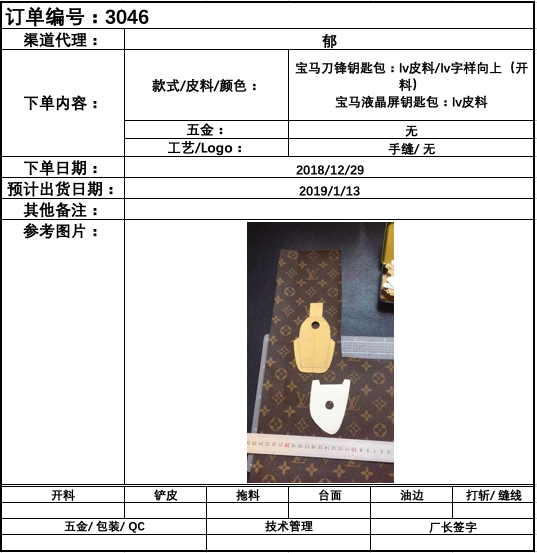 订单编号：3046
渠道代理：
郁
下单内容：
款式/皮料/颜色：
宝马刀锋钥匙包：lv皮料/lv字样向上（开
料）
宝马液晶屏钥匙包：lv皮料
五金：
无
工艺/Logo：
手缝/ 无
下单日期：
2018/12/29
预计出货日期：
2019/1/13
其他备注：
参考图片：
开料
铲皮
拖料
台面
油边
打斩/ 缝线
五金/ 包装/ QC
技术管理
厂长签字